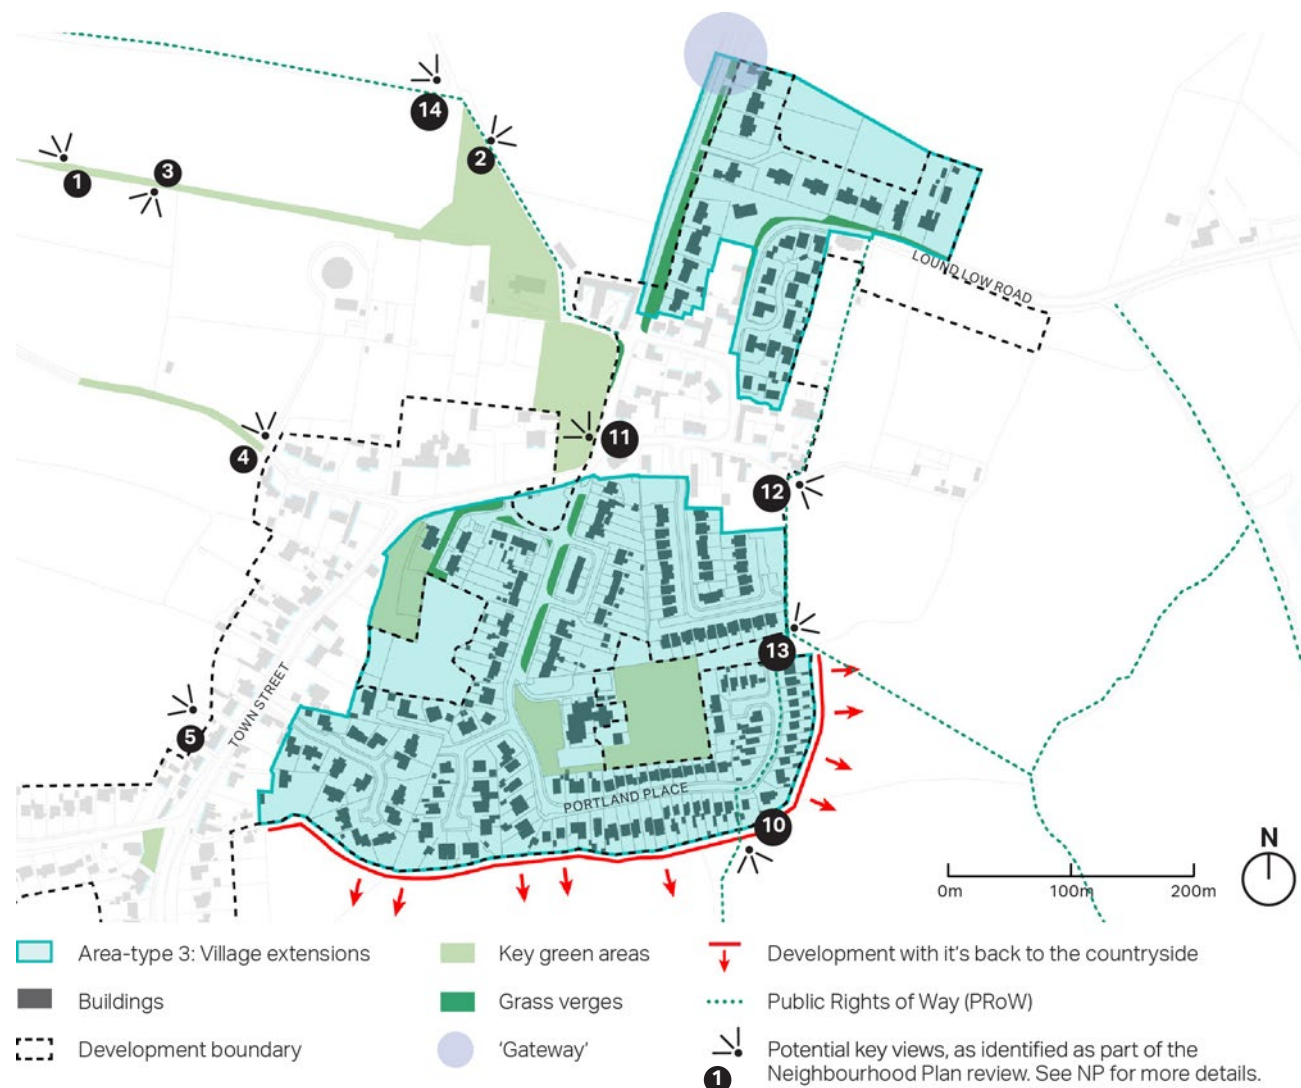 14
2
1
3
LOUND LOW ROAD
11
4
12
TOWN STREET
13
5
PORTLAND PLACE
10
N
0m 100m 200m
Area-type 3: Village extensions
Buildings
Development boundary
Key green areas
Grass verges
'Gateway'
Development with it's back to the countryside
Public Rights of Way (PRoW)
1
Potential key views, as identified as part of the
Neighbourhood Plan review. See NP for more details.